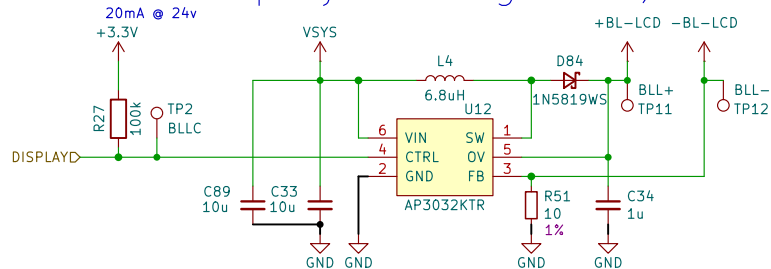 20mA @ 24v
+3.3V
VSYS
+BL-LCD
-BL-LCD
L4
6.8uH
D84
1N5819WS
BLL+
TP11
BLL-
TP12
R27
100k
TP2
BLLC
U12
6
VIN
SW
1
DISPLAY
4
CTRL
OV
5
2
GND
FB
3
AP3032KTR
C89
10u
C33
10u
R51
10
1%
C34
1u
GND
GND
GND
GND